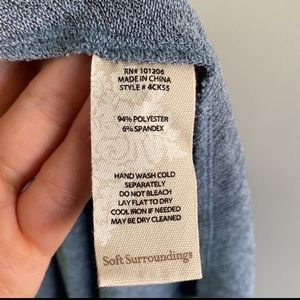 RN# 101206
MADE IN CHINA
STYLE # 4CK55
94% POLYESTER
6% SPANDEX
HAND WASH COLD
SEPARATELY
DO NOT BLEACH
LAY FLAT TO DRY
COOL IRON IF NEEDED
MAY BE DRY CLEANED
Soft Surroundings